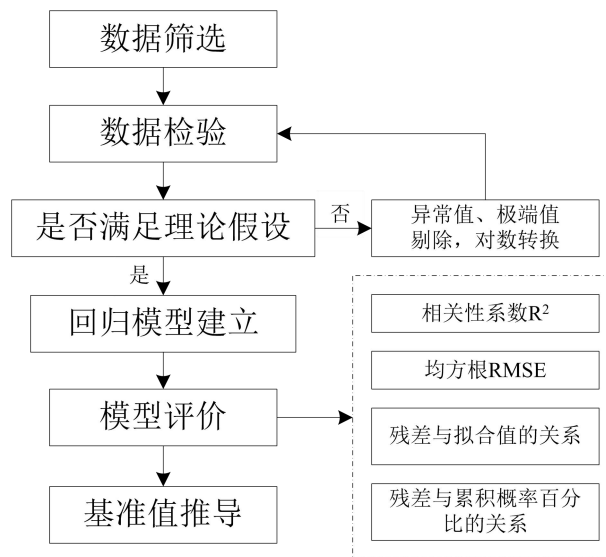 数据筛选
数据检验
是否满足理论假设
否
异常值、极端值
剔除，对数转换
是
回归模型建立
模型评价
基准值推导
相关性系数R²
均方根RMSE
残差与拟合值的关系
残差与累积概率百分
比的关系